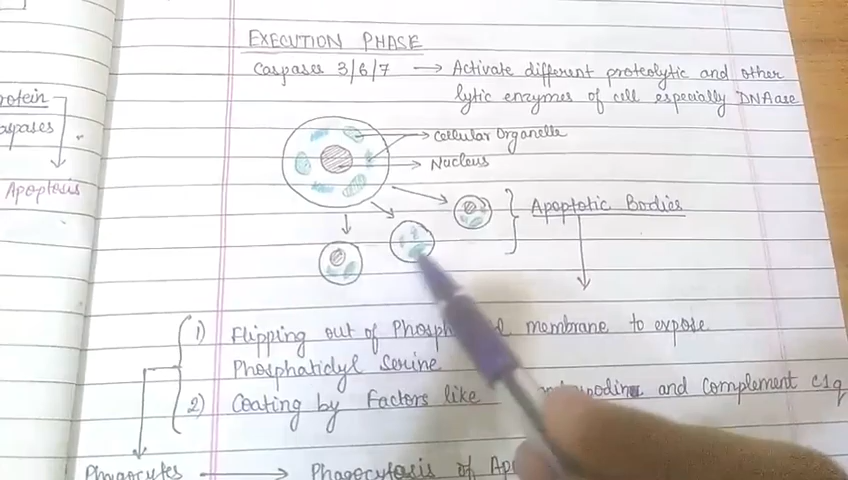 EXECUTION PHASE
Caspases 3/6/7 → Activate different proteolytic and other
lytic enzymes of cell especially DNAase
rotein
aspases
Apoptosis
Cellular Organelle
Nucleus
Apoptotic Bodies
1) Flipping out of Phosph membrane to expose
Phosphatidyl Serine
2) Coating by Factors like and Complement C1q
Phagocytes → Phagocytosis of Ap